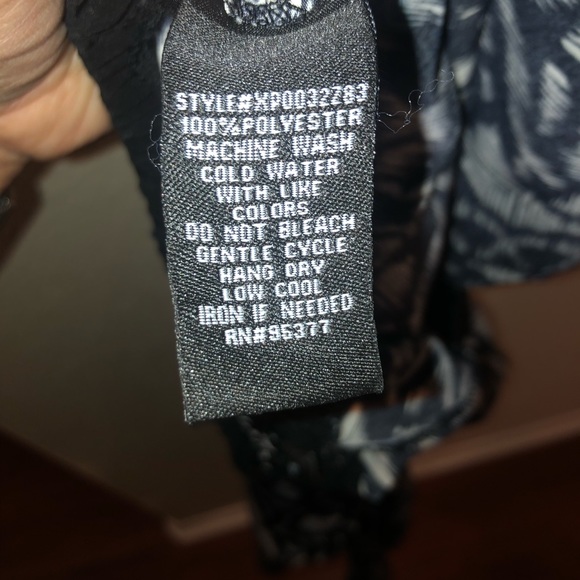 STYLE#XP0032783
100%POLYESTER
MACHINE WASH
COLD WATER
WITH LIKE
COLORS
DO NOT BLEACH
GENTLE CYCLE
HANG DRY
LOW COOL
IRON IF NEEDED
RN#96377